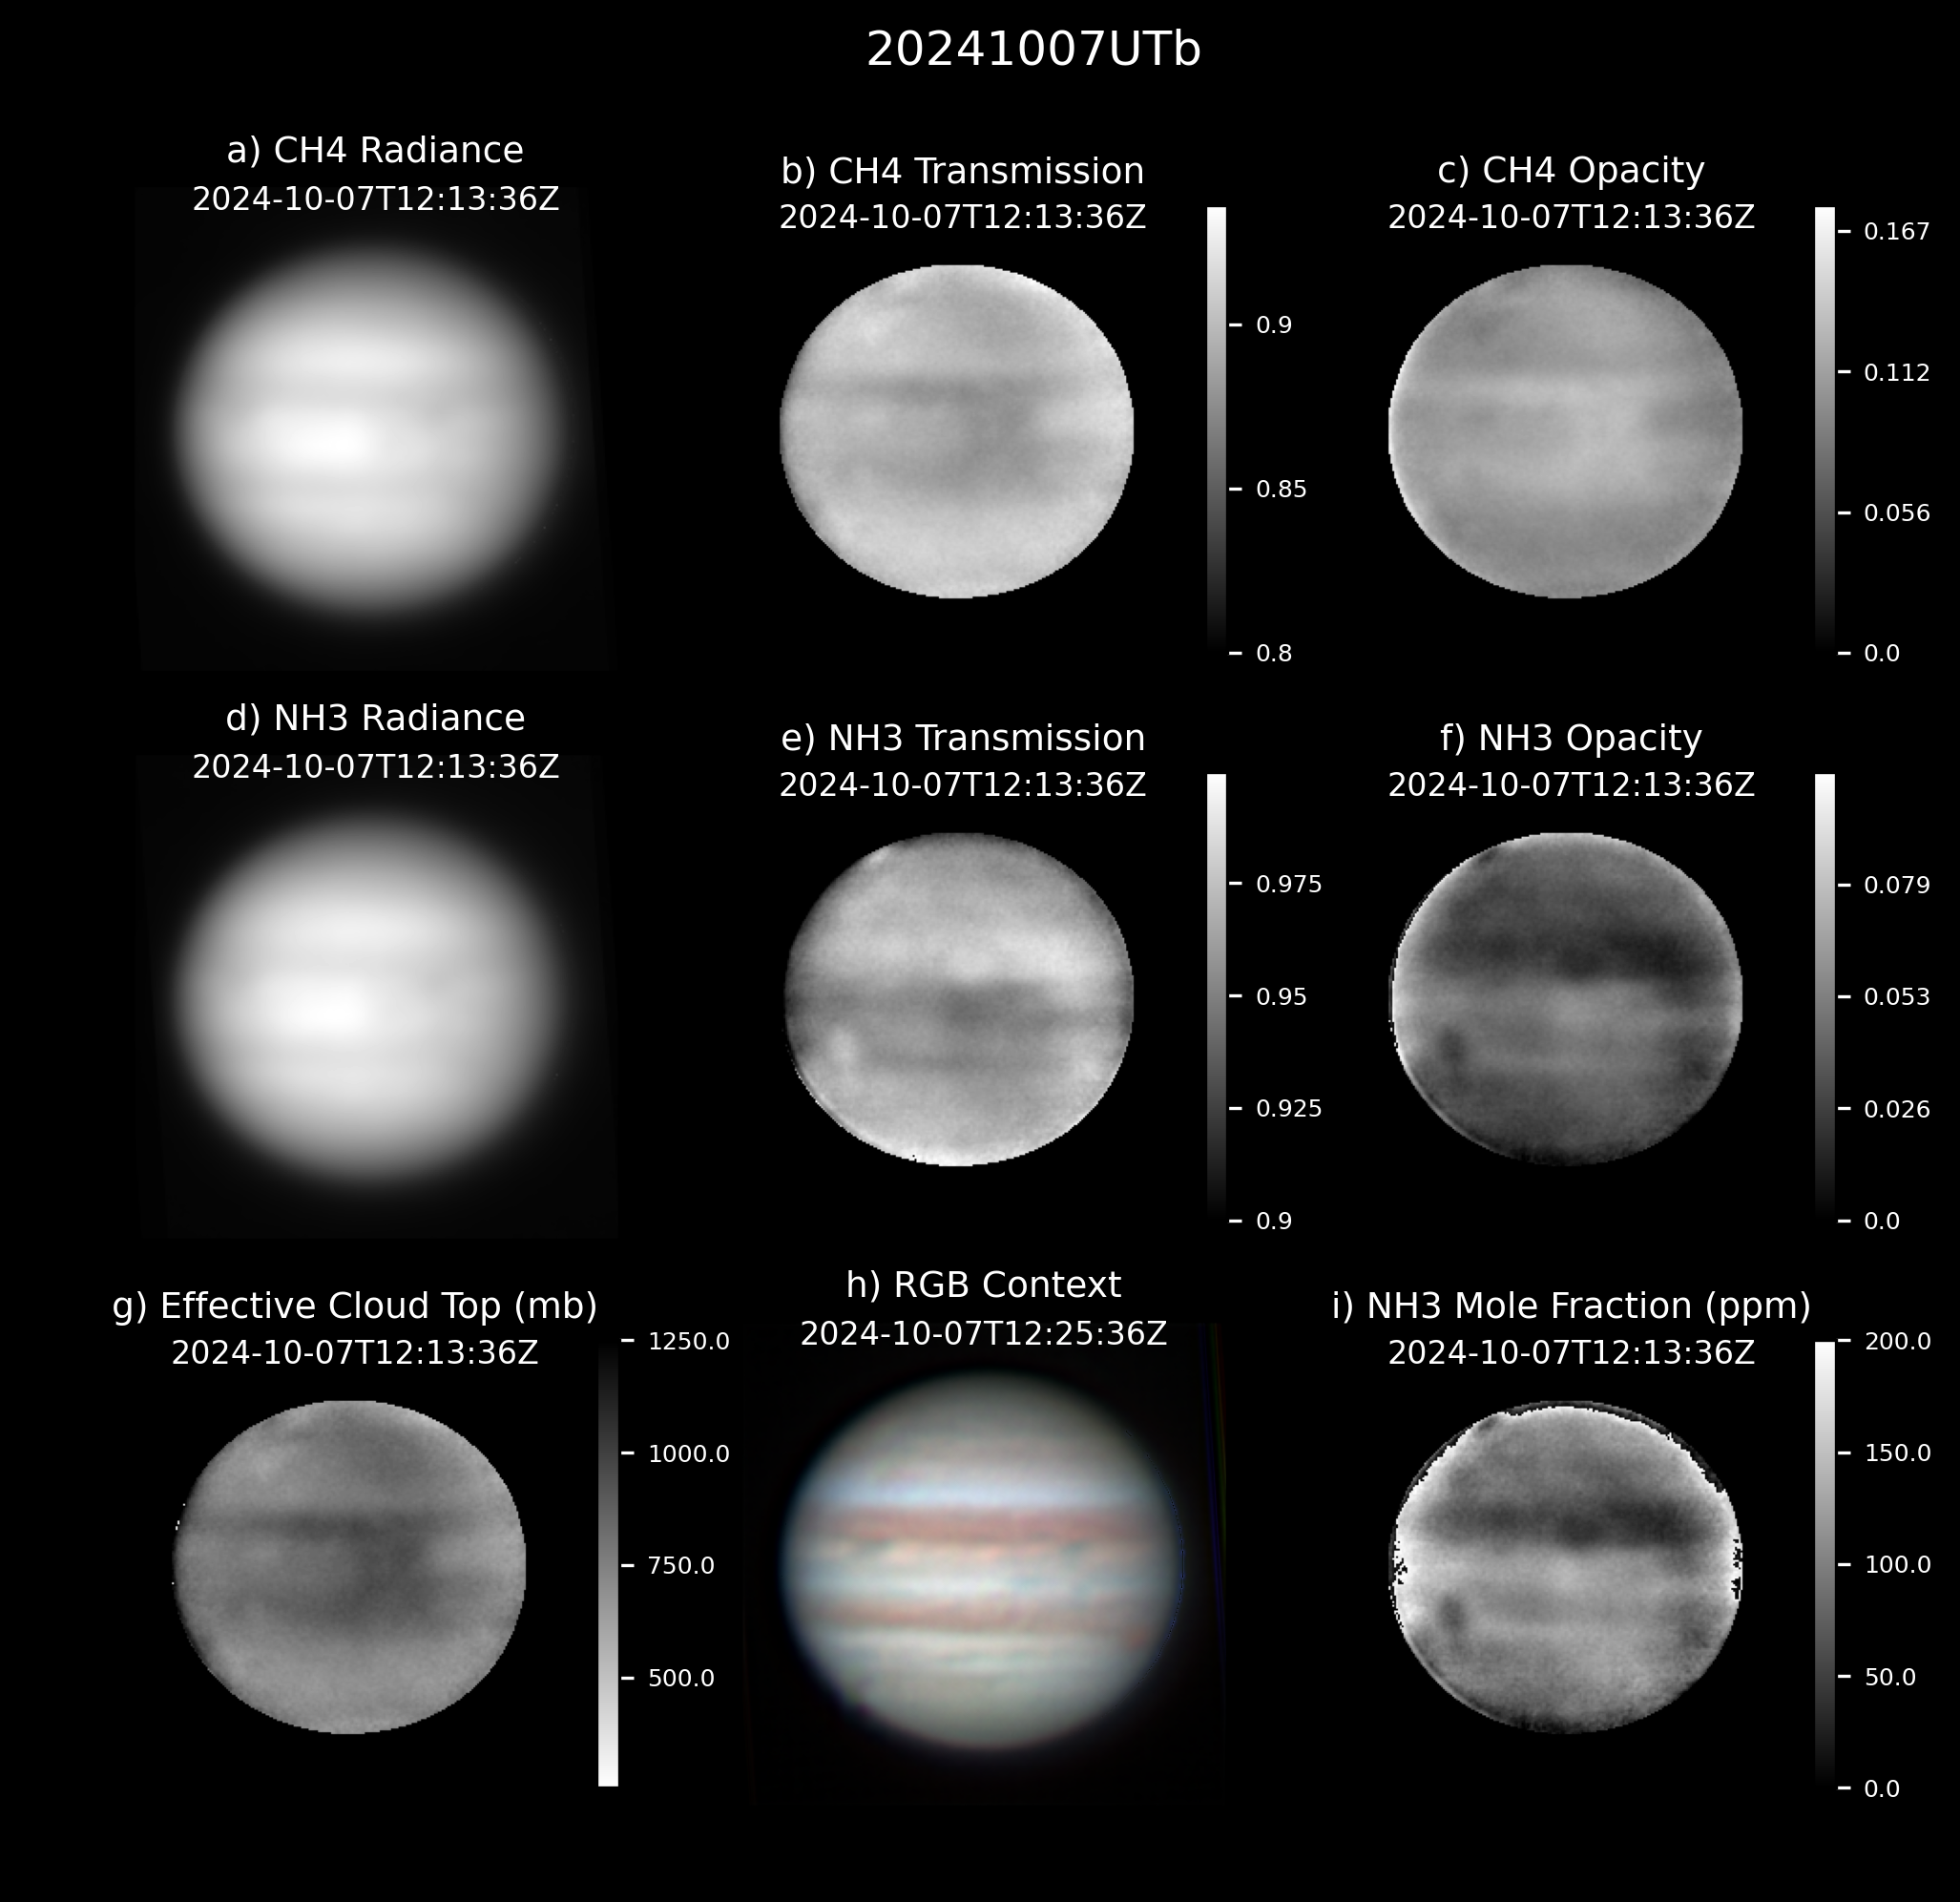 20241007UTb
a) CH4 Radiance
2024-10-07T12:13:36Z
b) CH4 Transmission
2024-10-07T12:13:36Z
0.9
0.85
0.8
c) CH4 Opacity
2024-10-07T12:13:36Z
0.167
0.112
0.056
0.0
d) NH3 Radiance
2024-10-07T12:13:36Z
e) NH3 Transmission
2024-10-07T12:13:36Z
0.975
0.95
0.925
0.9
f) NH3 Opacity
2024-10-07T12:13:36Z
0.079
0.053
0.026
0.0
g) Effective Cloud Top (mb)
2024-10-07T12:13:36Z
1250.0
1000.0
750.0
500.0
h) RGB Context
2024-10-07T12:25:36Z
i) NH3 Mole Fraction (ppm)
2024-10-07T12:13:36Z
200.0
150.0
100.0
50.0
0.0